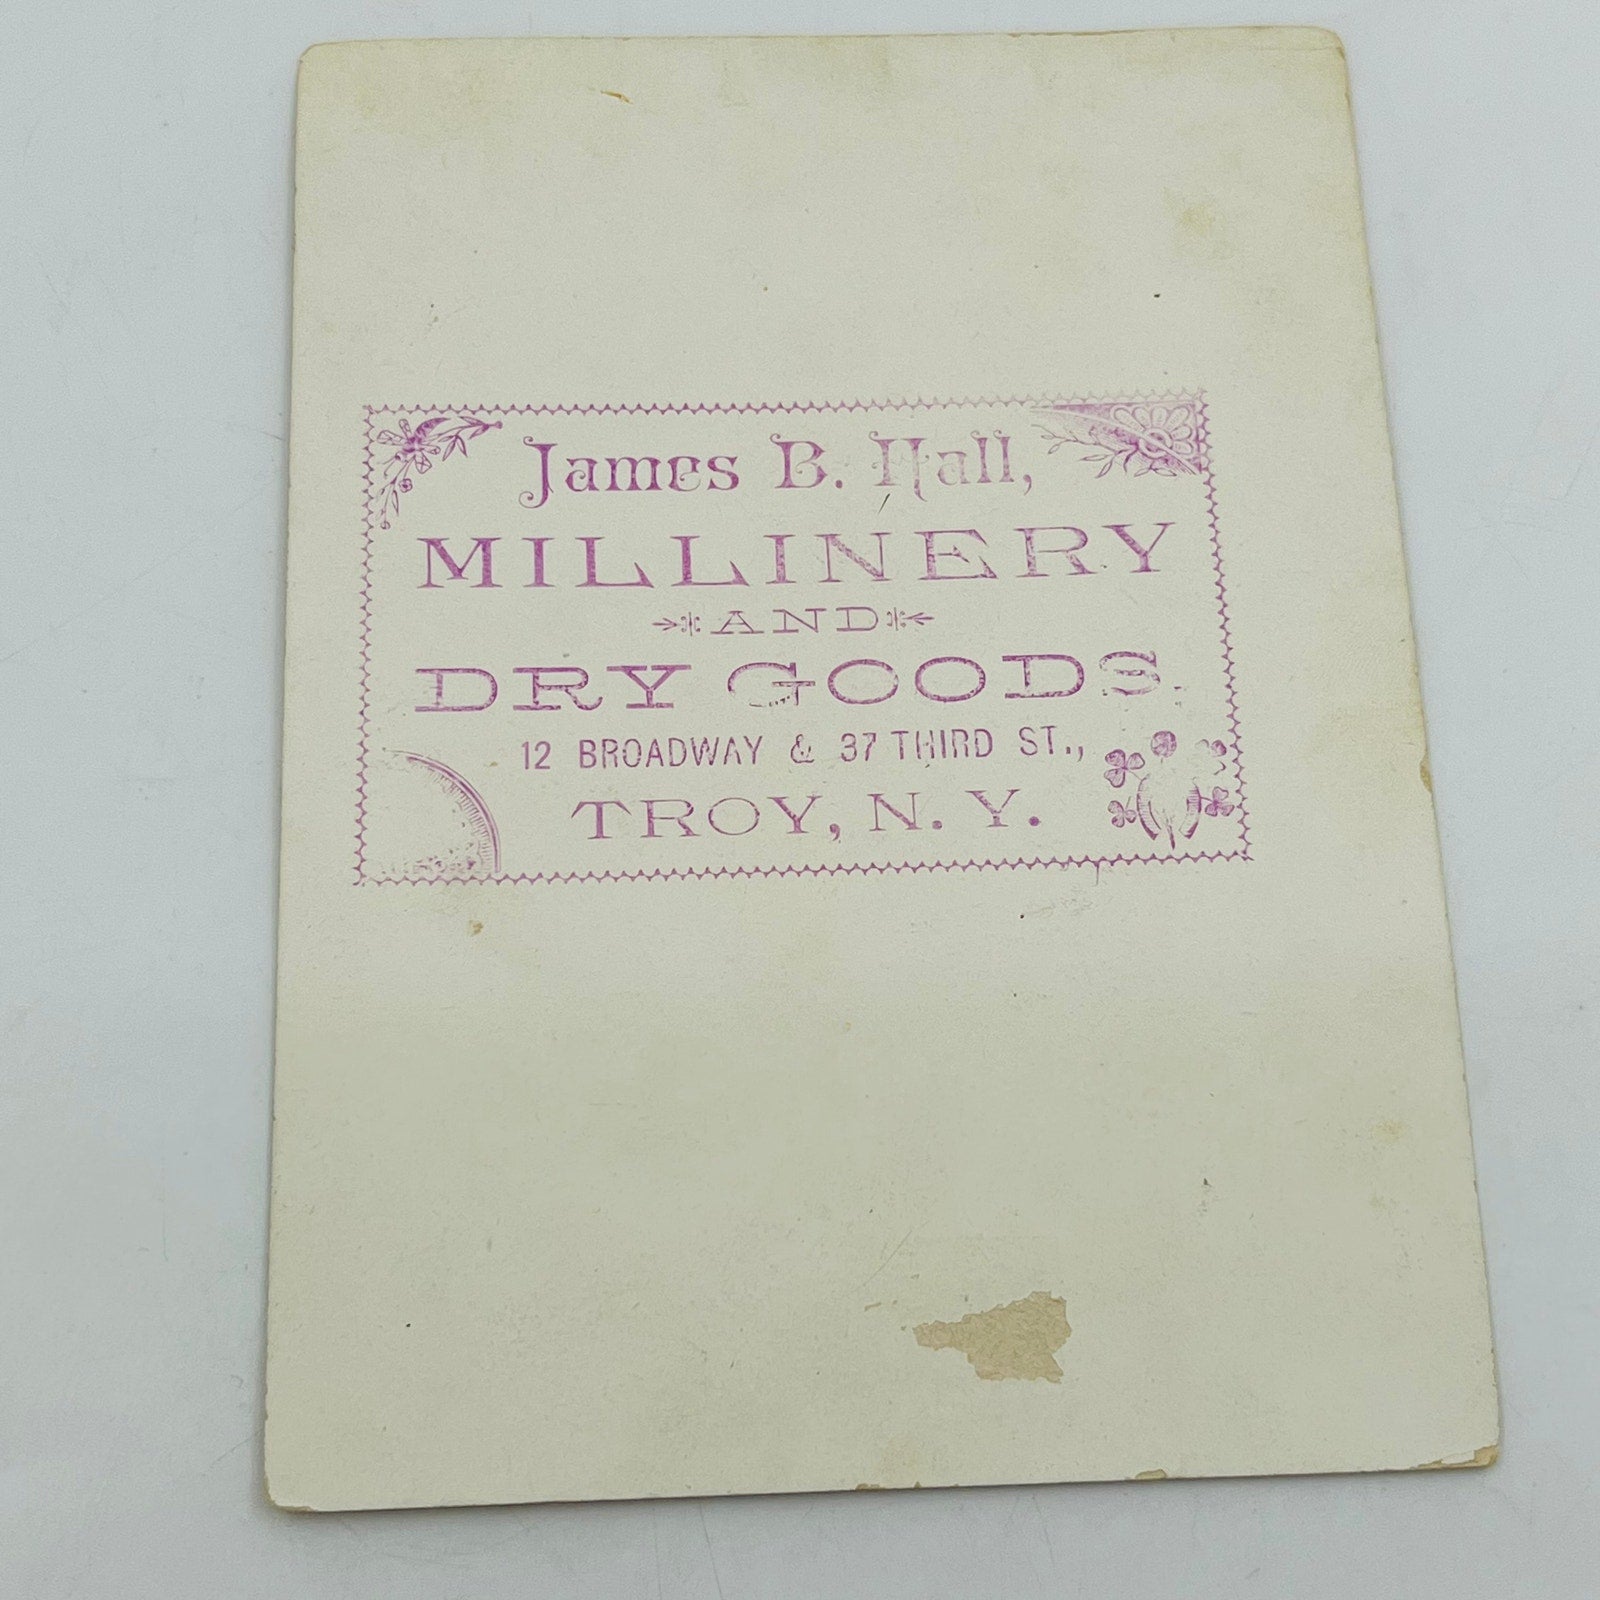 James B. Hall,
MILLINERY
AND
DRY GOODS.
12 BROADWAY & 37 THIRD ST.,
TROY, N. Y.